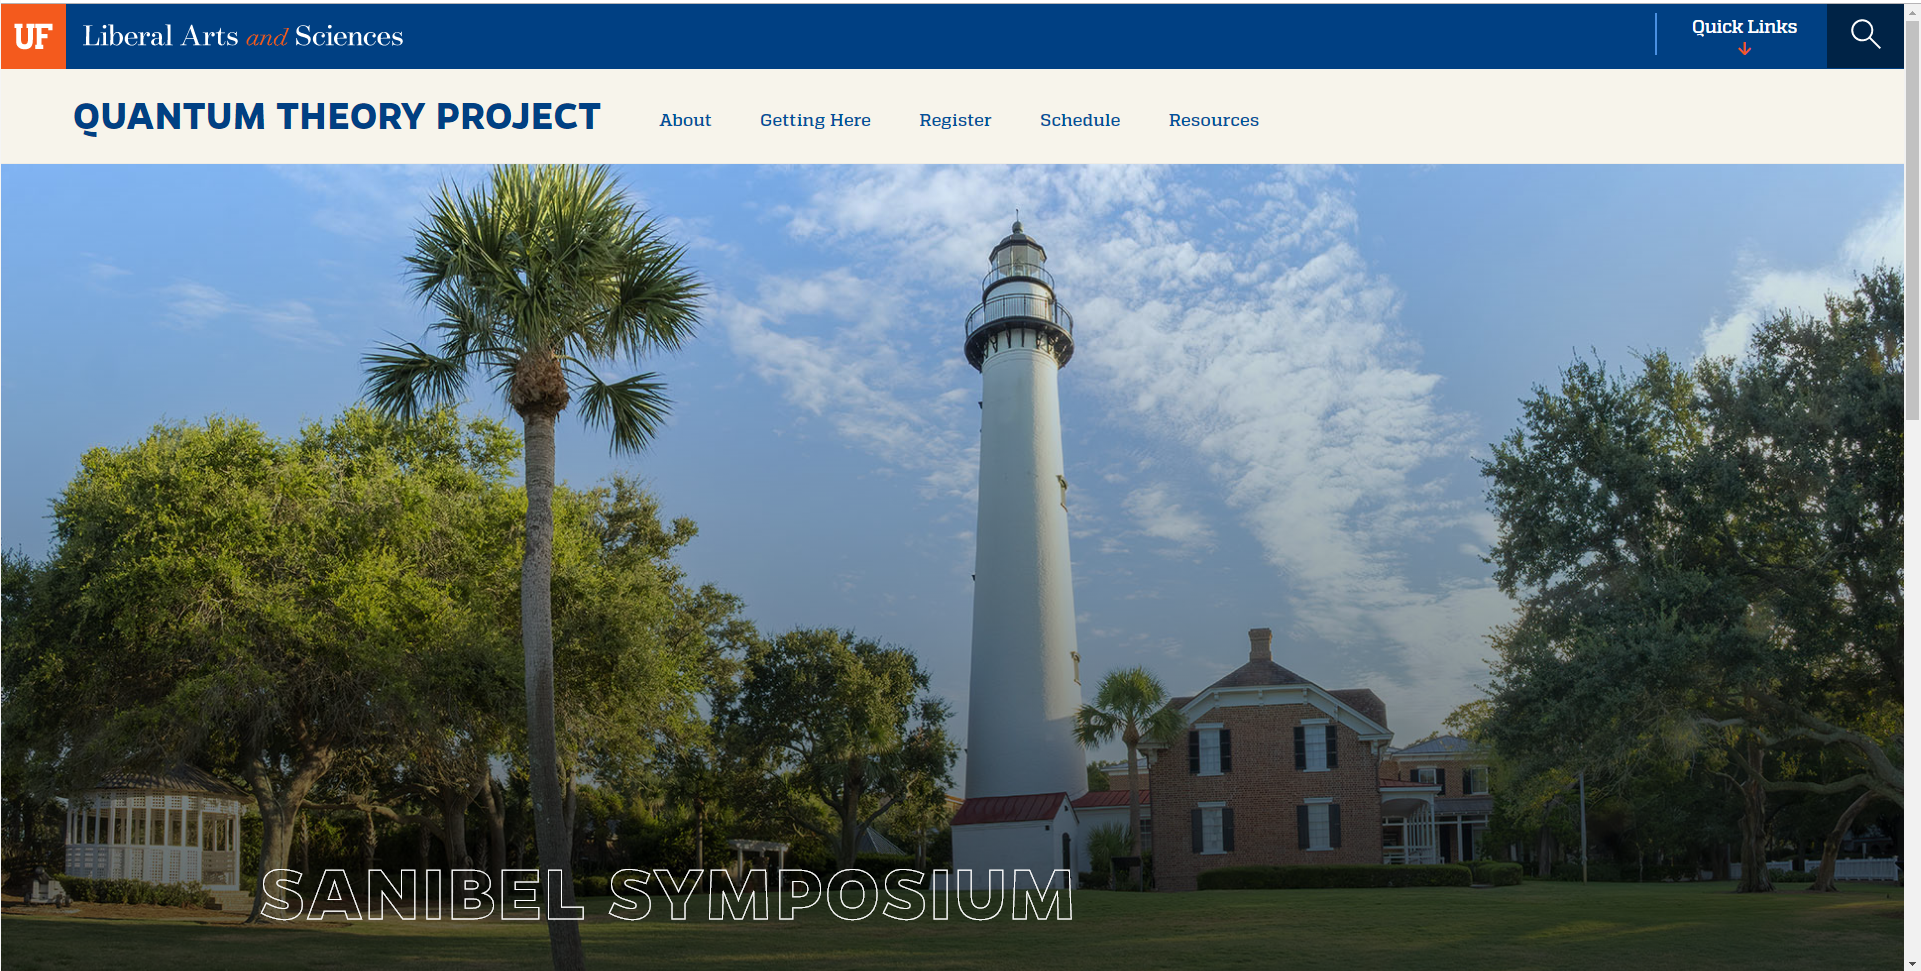 UF Liberal Arts and Sciences
Quick Links
QUANTUM THEORY PROJECT
About Getting Here Register Schedule Resources
SANIBEL SYMPOSIUM